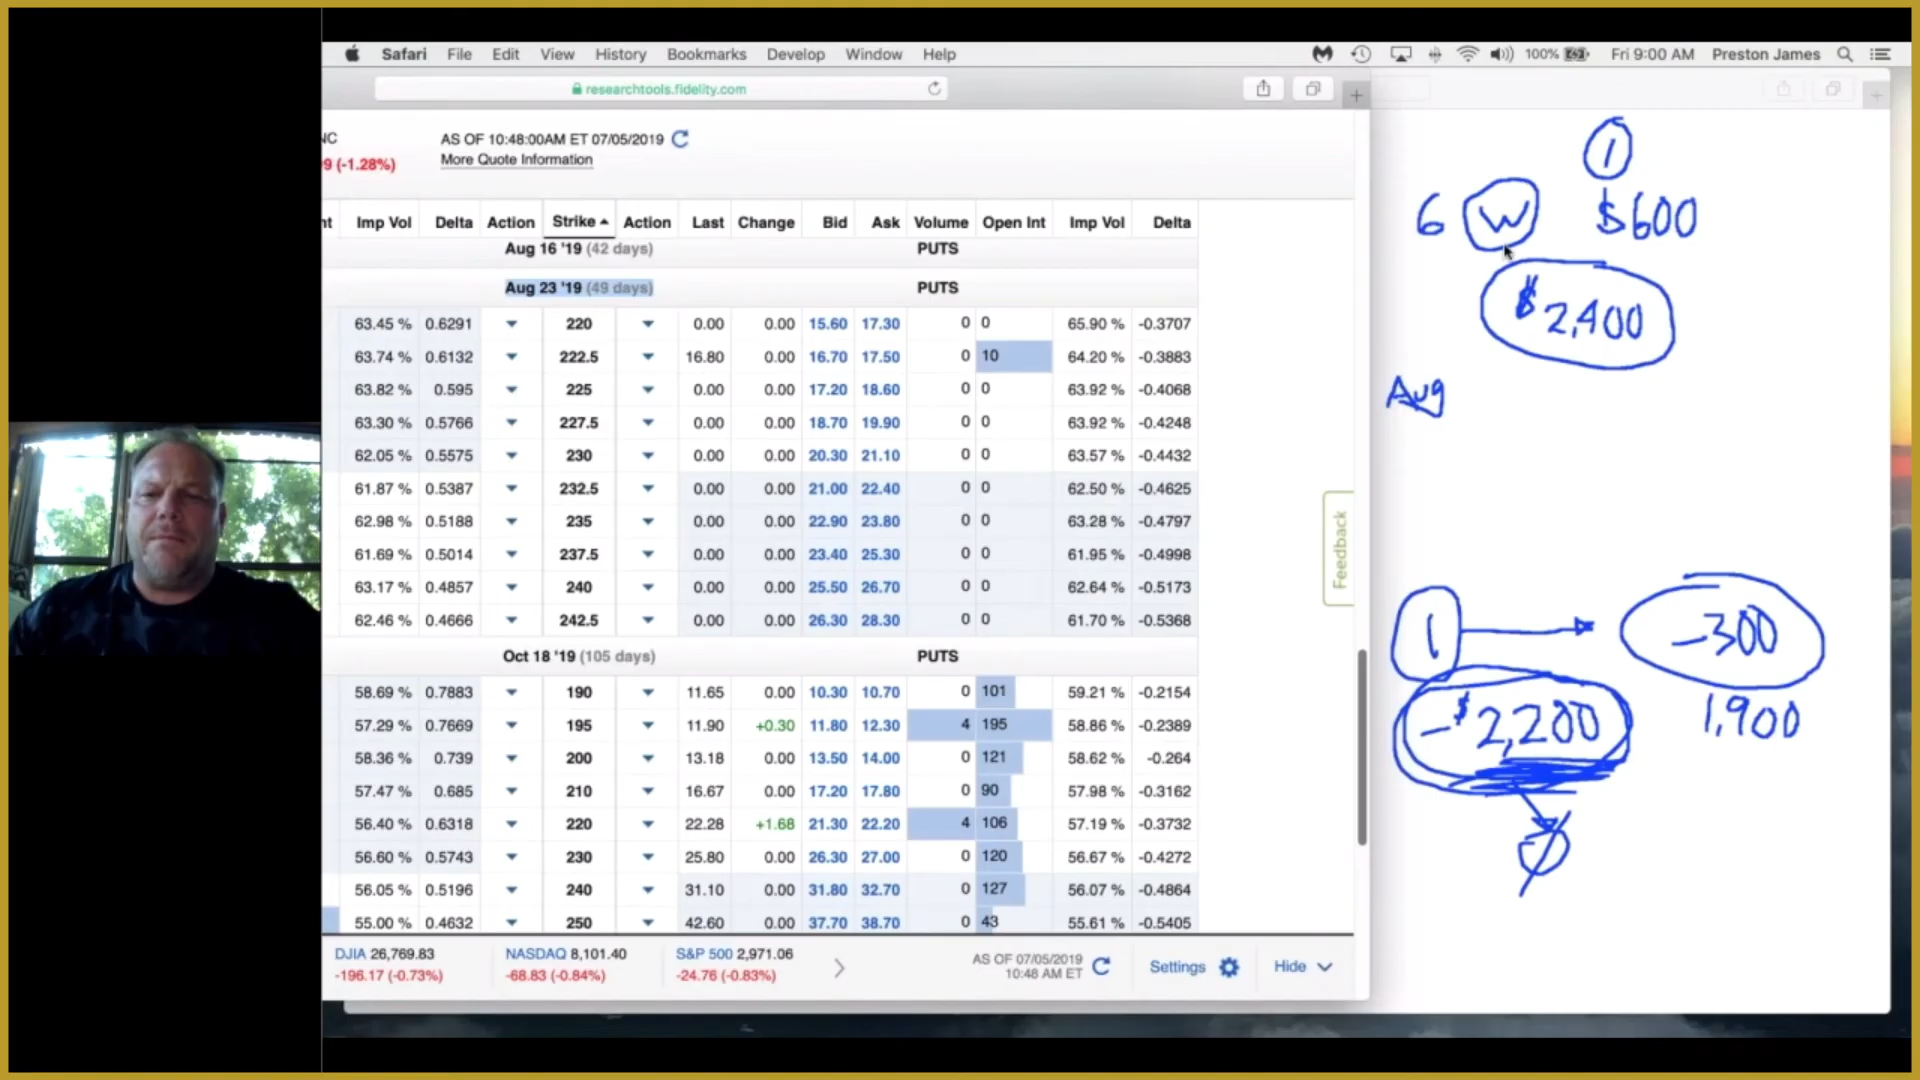 Safari File Edit View History Bookmarks Develop Window Help 100% Fri 9:00 AM Preston James
researchtools.fidelity.com
NC AS OF 10:48:00AM ET 07/05/2019
9 (-1.28%) More Quote Information
nt Imp Vol Delta Action Strike Action Last Change Bid Ask Volume Open Int Imp Vol Delta
Aug 16 '19 (42 days) PUTS
Aug 23 '19 (49 days) PUTS
63.45 % 0.6291 220 0.00 0.00 15.60 17.30 0 0 65.90 % -0.3707
63.74 % 0.6132 222.5 16.80 0.00 16.70 17.50 0 10 64.20 % -0.3883
63.82 % 0.595 225 0.00 0.00 17.20 18.60 0 0 63.92 % -0.4068
63.30 % 0.5766 227.5 0.00 0.00 18.70 19.90 0 0 63.92 % -0.4248
62.05 % 0.5575 230 0.00 0.00 20.30 21.10 0 0 63.57 % -0.4432
61.87 % 0.5387 232.5 0.00 0.00 21.00 22.40 0 0 62.50 % -0.4625
62.98 % 0.5188 235 0.00 0.00 22.90 23.80 0 0 63.28 % -0.4797
61.69 % 0.5014 237.5 0.00 0.00 23.40 25.30 0 0 61.95 % -0.4998
63.17 % 0.4857 240 0.00 0.00 25.50 26.70 0 0 62.64 % -0.5173
62.46 % 0.4666 242.5 0.00 0.00 26.30 28.30 0 0 61.70 % -0.5368
Oct 18 '19 (105 days) PUTS
58.69 % 0.7883 190 11.65 0.00 10.30 10.70 0 101 59.21 % -0.2154
57.29 % 0.7669 195 11.90 +0.30 11.80 12.30 4 195 58.86 % -0.2389
58.36 % 0.739 200 13.18 0.00 13.50 14.00 0 121 58.62 % -0.264
57.47 % 0.685 210 16.67 0.00 17.20 17.80 0 90 57.98 % -0.3162
56.40 % 0.6318 220 22.28 +1.68 21.30 22.20 4 106 57.19 % -0.3732
56.60 % 0.5743 230 25.80 0.00 26.30 27.00 0 120 56.67 % -0.4272
56.05 % 0.5196 240 31.10 0.00 31.80 32.70 0 127 56.07 % -0.4864
55.00 % 0.4632 250 42.60 0.00 37.70 38.70 0 43 55.61 % -0.5405
Feedback
DJIA 26,769.83 NASDAQ 8,101.40 S&P 500 2,971.06 AS OF 07/05/2019 Settings Hide
-196.17 (-0.73%) -68.83 (-0.84%) -24.76 (-0.83%) 10:48 AM ET
1
6 W $600
$2,400
Aug
1 -300
-$2,200 1,900